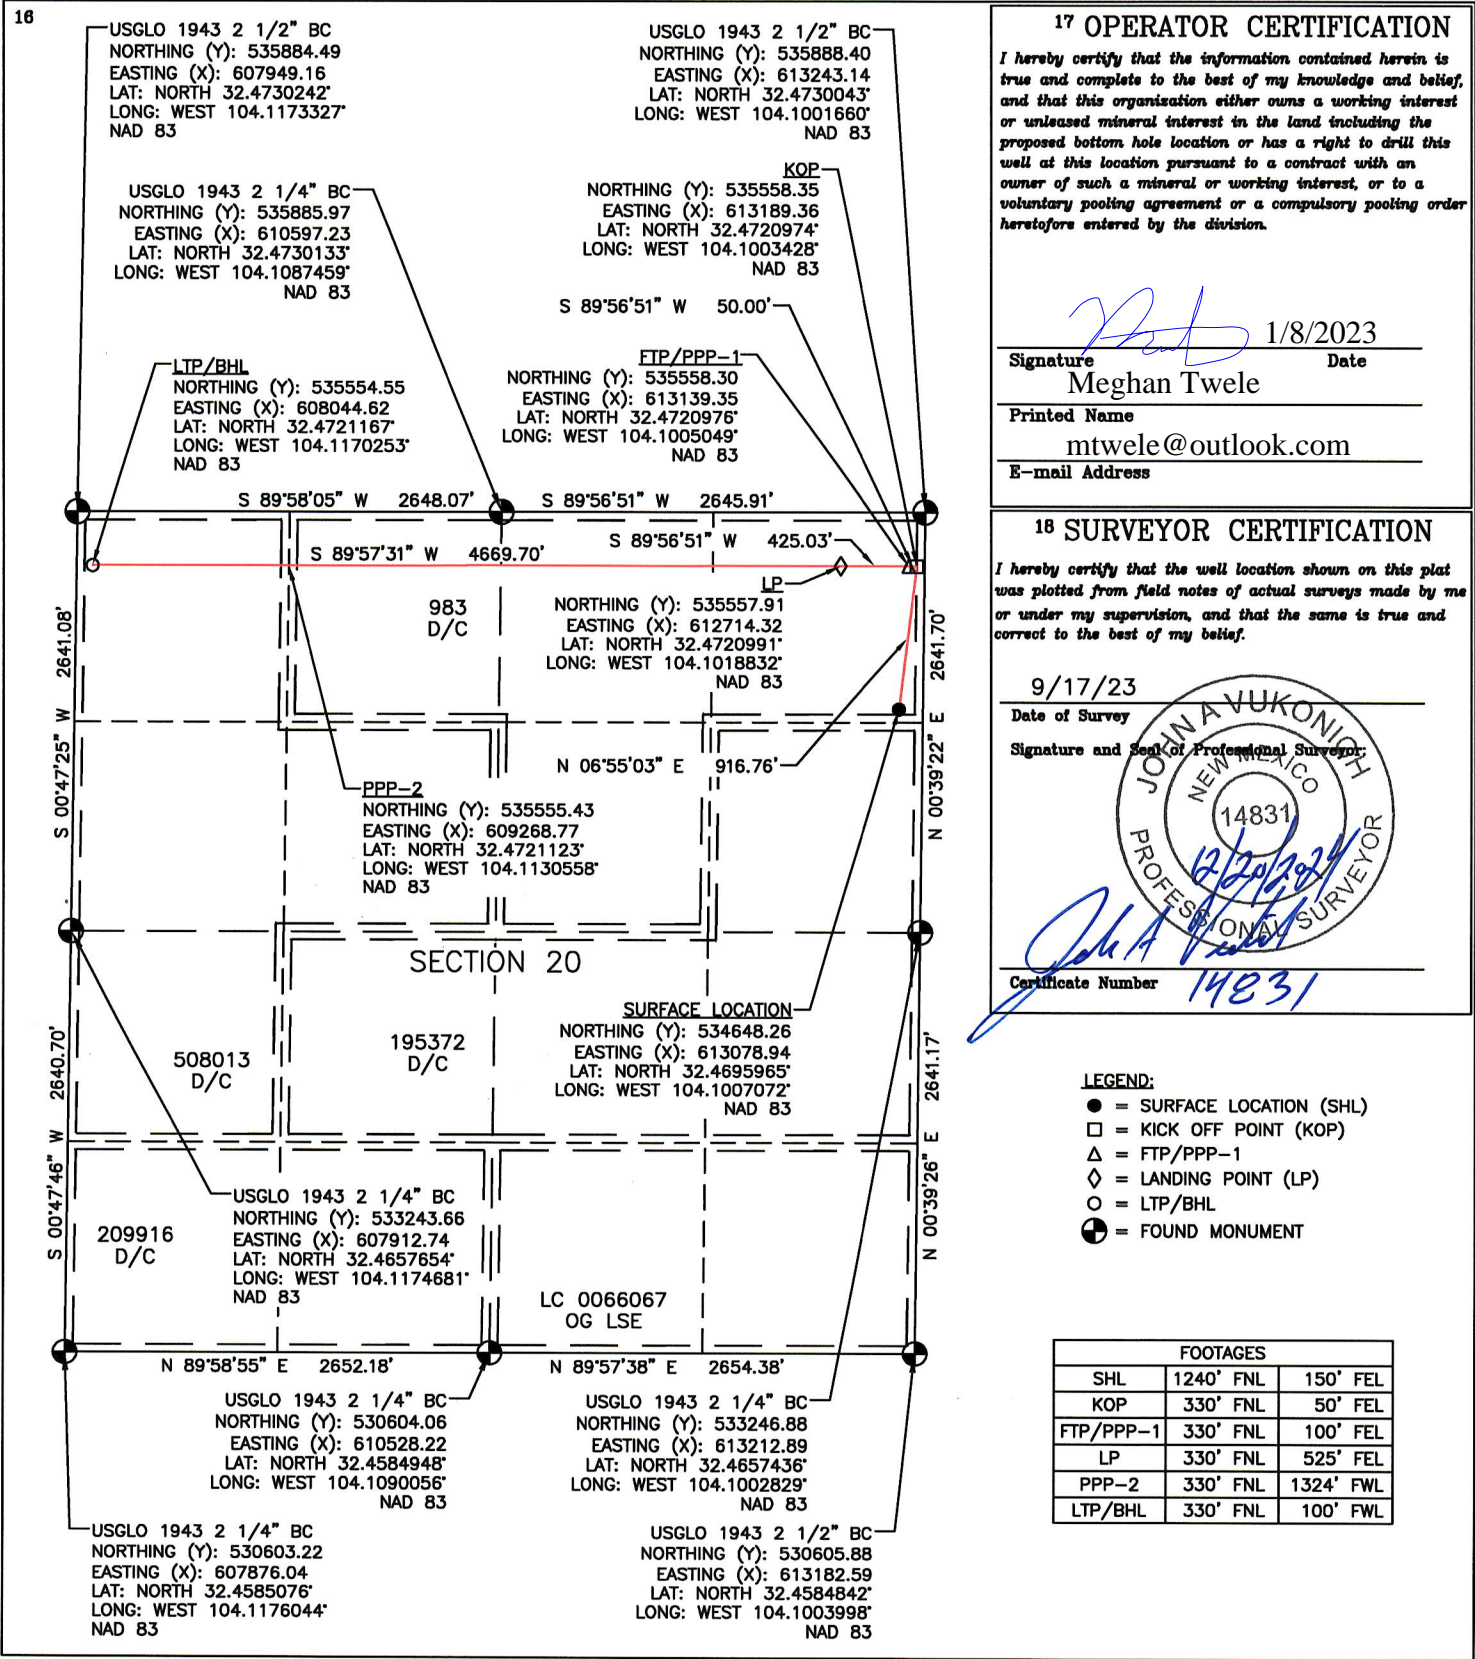 16
USGLO 1943 2 1/2" BC
NORTHING (Y): 535884.49
EASTING (X): 607949.16
LAT: NORTH 32.4730242°
LONG: WEST 104.1173327°
NAD 83
USGLO 1943 2 1/2" BC
NORTHING (Y): 535888.40
EASTING (X): 613243.14
LAT: NORTH 32.4730043°
LONG: WEST 104.1001660°
NAD 83
USGLO 1943 2 1/4" BC
NORTHING (Y): 535885.97
EASTING (X): 610597.23
LAT: NORTH 32.4730133°
LONG: WEST 104.1087459°
NAD 83
KOP
NORTHING (Y): 535558.35
EASTING (X): 613189.36
LAT: NORTH 32.4720974°
LONG: WEST 104.1003428°
NAD 83
S 89°56'51" W 50.00'
LTP/BHL
NORTHING (Y): 535554.55
EASTING (X): 608044.62
LAT: NORTH 32.4721167°
LONG: WEST 104.1170253°
NAD 83
FTP/PPP-1
NORTHING (Y): 535558.30
EASTING (X): 613139.35
LAT: NORTH 32.4720976°
LONG: WEST 104.1005049°
NAD 83
S 89°58'05" W 2648.07'
S 89°56'51" W 2645.91'
S 89°57'31" W 4669.70'
S 89°56'51" W 425.03'
983
D/C
LP
NORTHING (Y): 535557.91
EASTING (X): 612714.32
LAT: NORTH 32.4720991°
LONG: WEST 104.1018832°
NAD 83
S 00°47'25" W 2641.08'
N 00°39'22" E 2641.70'
N 06°55'03" E 916.76'
PPP-2
NORTHING (Y): 535555.43
EASTING (X): 609268.77
LAT: NORTH 32.4721123°
LONG: WEST 104.1130558°
NAD 83
SECTION 20
SURFACE LOCATION
NORTHING (Y): 534648.26
EASTING (X): 613078.94
LAT: NORTH 32.4695965°
LONG: WEST 104.1007072°
NAD 83
508013
D/C
195372
D/C
S 00°47'46" W 2640.70'
N 00°39'26" E 2641.17'
USGLO 1943 2 1/4" BC
NORTHING (Y): 533243.66
EASTING (X): 607912.74
LAT: NORTH 32.4657654°
LONG: WEST 104.1174681°
NAD 83
209916
D/C
LC 0066067
OG LSE
N 89°58'55" E 2652.18'
N 89°57'38" E 2654.38'
USGLO 1943 2 1/4" BC
NORTHING (Y): 530604.06
EASTING (X): 610528.22
LAT: NORTH 32.4584948°
LONG: WEST 104.1090056°
NAD 83
USGLO 1943 2 1/4" BC
NORTHING (Y): 533246.88
EASTING (X): 613212.89
LAT: NORTH 32.4657436°
LONG: WEST 104.1002829°
NAD 83
USGLO 1943 2 1/4" BC
NORTHING (Y): 530603.22
EASTING (X): 607876.04
LAT: NORTH 32.4585076°
LONG: WEST 104.1176044°
NAD 83
USGLO 1943 2 1/2" BC
NORTHING (Y): 530605.88
EASTING (X): 613182.59
LAT: NORTH 32.4584842°
LONG: WEST 104.1003998°
NAD 83
17 OPERATOR CERTIFICATION
I hereby certify that the information contained herein is
true and complete to the best of my knowledge and belief,
and that this organization either owns a working interest
or unleased mineral interest in the land including the
proposed bottom hole location or has a right to drill this
well at this location pursuant to a contract with an
owner of such a mineral or working interest, or to a
voluntary pooling agreement or a compulsory pooling order
heretofore entered by the division.
1/8/2023
Signature Date
Meghan Twele
Printed Name
mtwele@outlook.com
E-mail Address
18 SURVEYOR CERTIFICATION
I hereby certify that the well location shown on this plat
was plotted from field notes of actual surveys made by me
or under my supervision, and that the same is true and
correct to the best of my belief.
9/17/23
Date of Survey
Signature and Seal of Professional Surveyor:
JOHN A VUKONICH
NEW MEXICO
14831
PROFESSIONAL SURVEYOR
12/20/2024
Certificate Number 14831
LEGEND:
= SURFACE LOCATION (SHL)
= KICK OFF POINT (KOP)
= FTP/PPP-1
= LANDING POINT (LP)
= LTP/BHL
= FOUND MONUMENT
FOOTAGES
SHL 1240' FNL 150' FEL
KOP 330' FNL 50' FEL
FTP/PPP-1 330' FNL 100' FEL
LP 330' FNL 525' FEL
PPP-2 330' FNL 1324' FWL
LTP/BHL 330' FNL 100' FWL